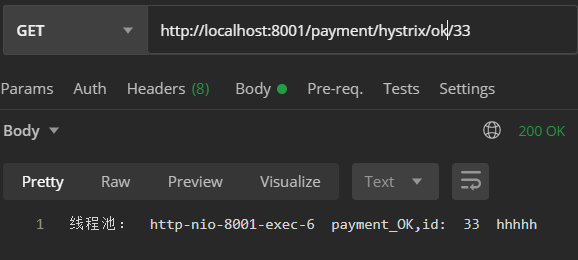 GET http://localhost:8001/payment/hystrix/ok/33
Params Auth Headers (8) Body Pre-req. Tests Settings
Body 200 OK
Pretty Raw Preview Visualize Text
1 线程池： http-nio-8001-exec-6 payment_OK,id: 33 hhhhh